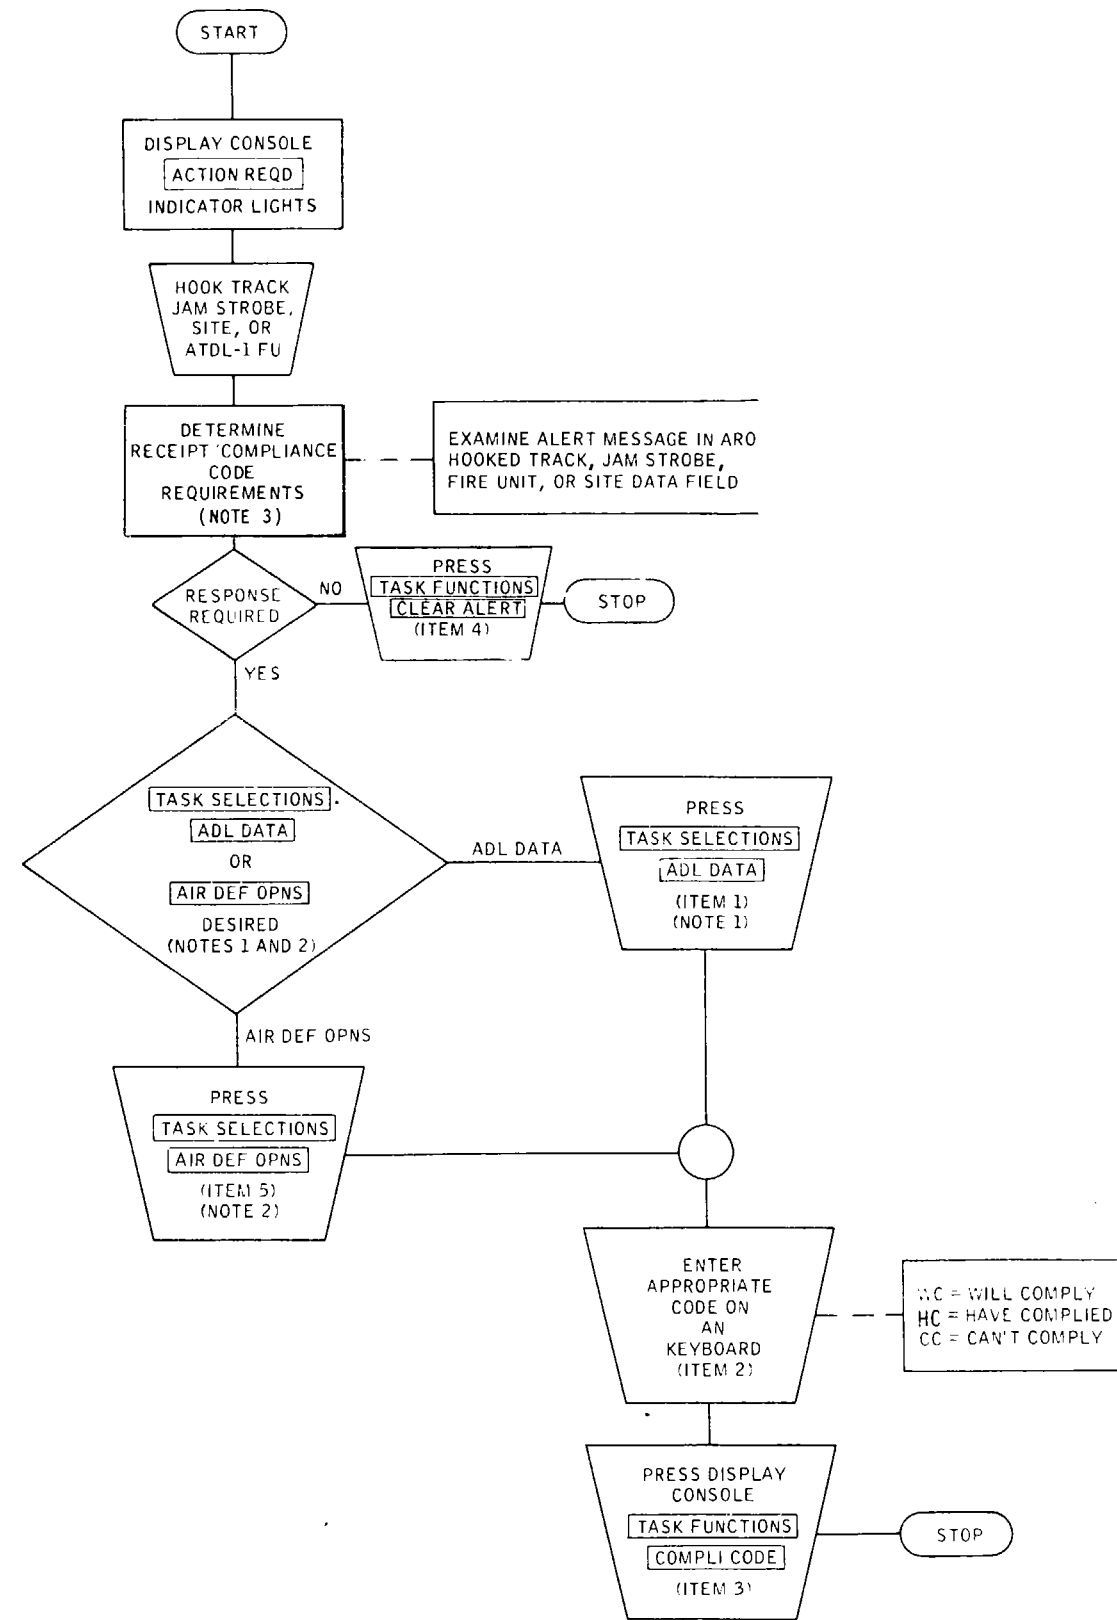 START
DISPLAY CONSOLE
ACTION REQD
INDICATOR LIGHTS
HOOK TRACK
JAM STROBE,
SITE, OR
ATDL-1 FU
DETERMINE
RECEIPT 'COMPLIANCE
CODE
REQUIREMENTS
(NOTE 3)
EXAMINE ALERT MESSAGE IN ARO
HOOKED TRACK, JAM STROBE,
FIRE UNIT, OR SITE DATA FIELD
RESPONSE
REQUIRED
NO
PRESS
TASK FUNCTIONS
CLEAR ALERT
(ITEM 4)
STOP
YES
TASK SELECTIONS
ADL DATA
OR
AIR DEF OPNS
DESIRED
(NOTES 1 AND 2)
ADL DATA
PRESS
TASK SELECTIONS
ADL DATA
(ITEM 1)
(NOTE 1)
AIR DEF OPNS
PRESS
TASK SELECTIONS
AIR DEF OPNS
(ITEM 5)
(NOTE 2)
ENTER
APPROPRIATE
CODE ON
AN
KEYBOARD
(ITEM 2)
WC = WILL COMPLY
HC = HAVE COMPLIED
CC = CAN'T COMPLY
PRESS DISPLAY
CONSOLE
TASK FUNCTIONS
COMPLI CODE
(ITEM 3)
STOP